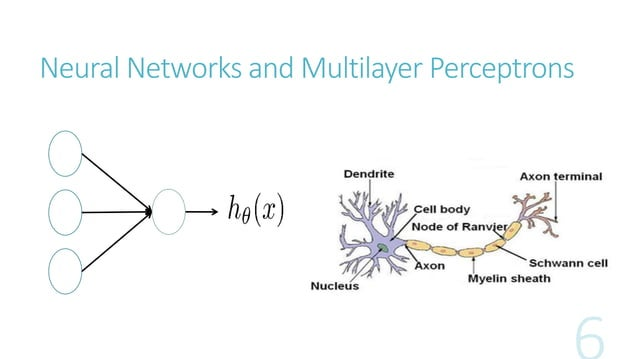 Neural Networks and Multilayer Perceptrons
h_θ(x)
Dendrite
Axon terminal
Cell body
Node of Ranvier
Schwann cell
Axon
Myelin sheath
Nucleus
6